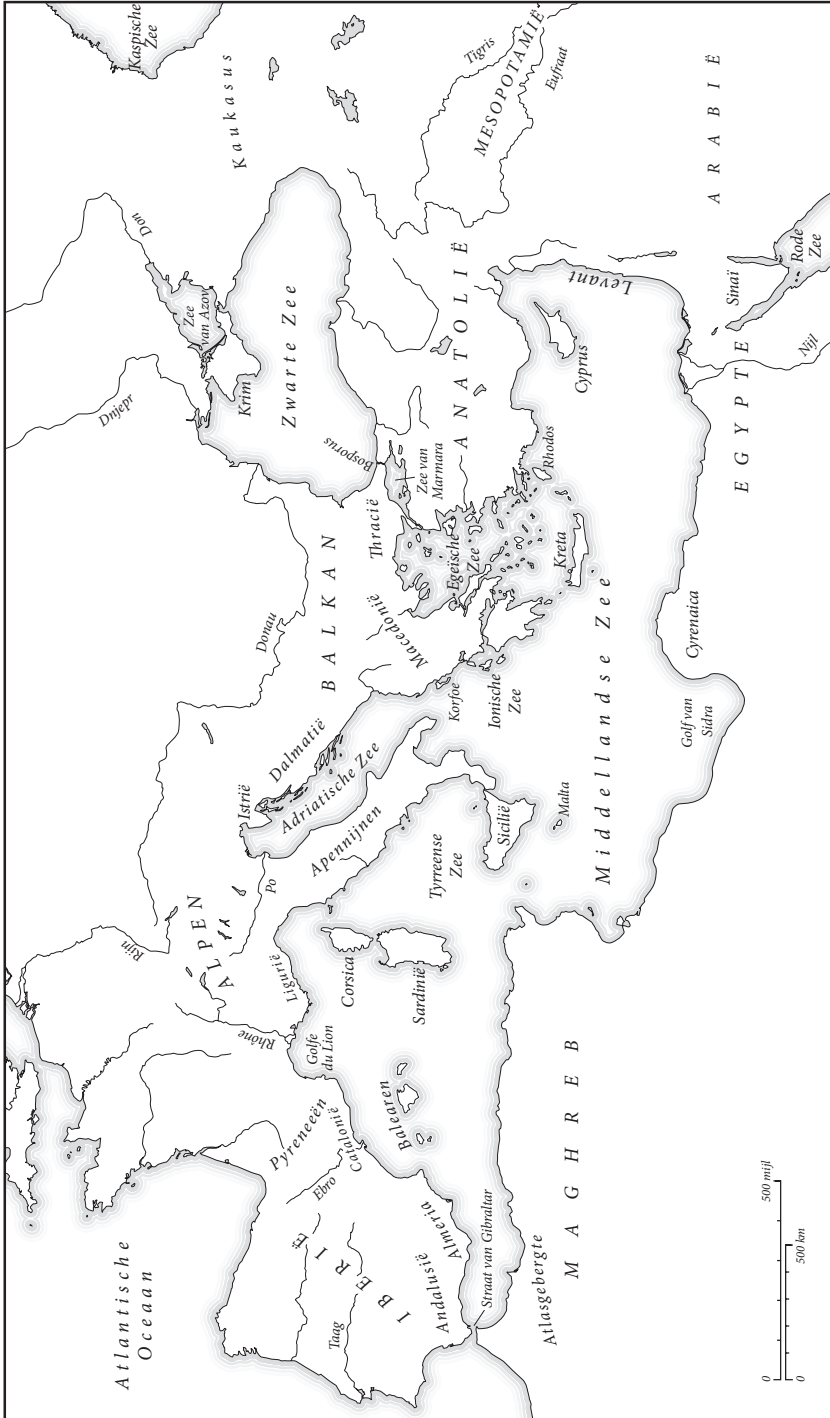 Atlantische
Oceaan
Taag
IBERIË
Andalusië
Almeria
Straat van Gibraltar
Atlasgebergte
MAGHREB
Ebro
Pyreneeën
Catalonië
Balearen
Golfe
du Lion
Rhône
Rijn
ALPEN
Ligurië
Po
Corsica
Sardinië
Istrië
Dalmatië
Adriatische Zee
Apennijnen
Tyrreense
Zee
Sicilië
Malta
Middellandse Zee
Donau
BALKAN
Macedonië
Korfoe
Ionische
Zee
Golf van
Sidra
Cyrenaica
Thracië
Egeïsche
Zee
Kreta
Rhodos
Zee van
Marmara
Bosporus
Dnjepr
Krim
Zwarte Zee
Zee
van Azov
Don
ANATOLIË
Cyprus
Levant
EGYPTE
Nijl
Sinaï
Rode
Zee
ARABIË
Kaukasus
Kaspische
Zee
Tigris
MESOPOTAMIË
Eufraat
0
500 mijl
0
500 km